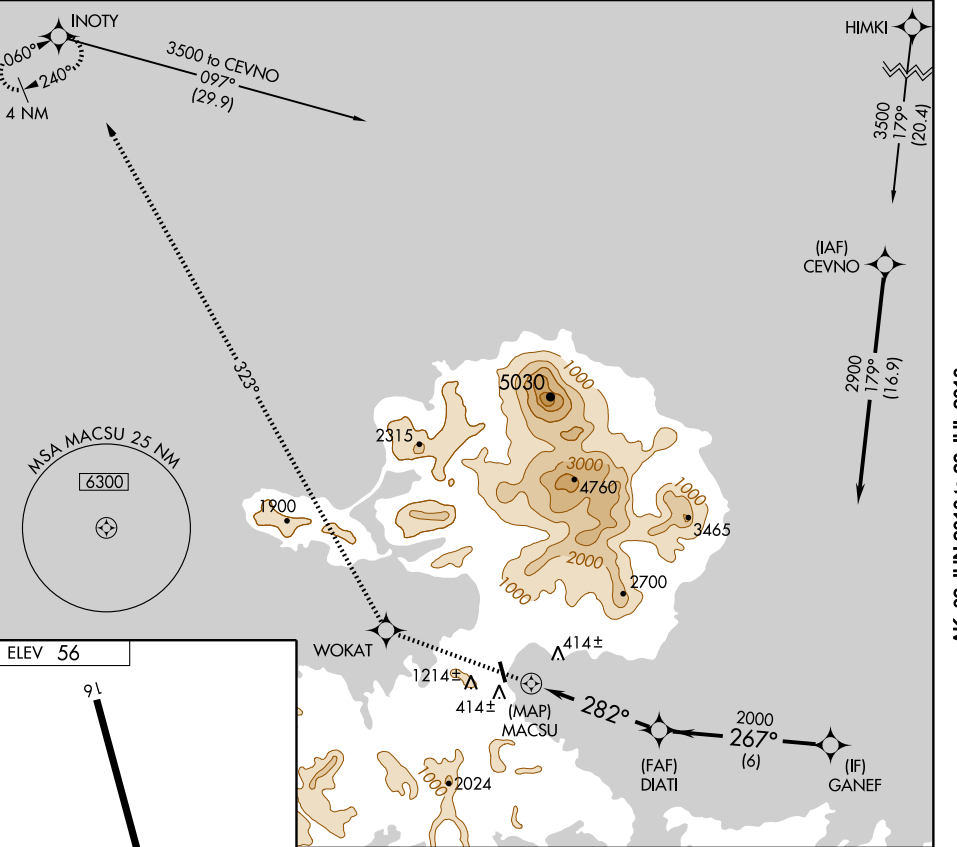 INOTY
060°
240°
4 NM
3500 to CEVNO
097°
(29.9)
HIMKI
3500
179°
(20.4)
(IAF)
CEVNO
2900
179°
(16.9)
323°
MSA MACSU 25 NM
6300
5030
1000
2315
3000
4760
1000
1900
3465
2000
1000
2700
WOKAT
414±
1214±
414±
(MAP)
MACSU
282°
2000
267°
(6)
(FAF)
DIATI
(IF)
GANEF
1000
2024
ELEV 56
16